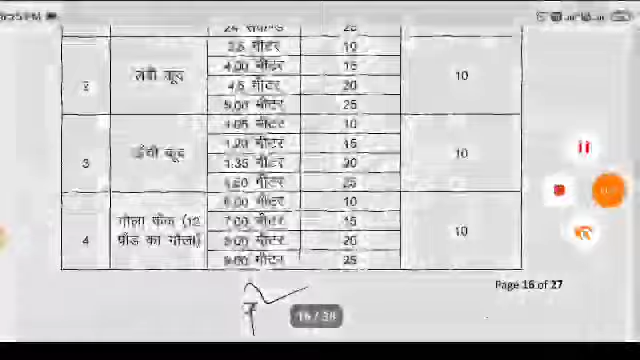 25
3.5 मीटर 10
4.00 मीटर 15
2 लंबी कूद 4.5 मीटर 20 10
5.00 मीटर 25
1.05 मीटर 10
1.20 मीटर 15
3 ऊँची कूद 1.35 मीटर 20 10
मीटर 25
6.00 मीटर 10
गोला फेंक (12 7.00 मीटर 15
4 पौंड का गोला) 8.00 मीटर 20 10
9.00 मीटर 25
Page 16 of 27
16 / 38